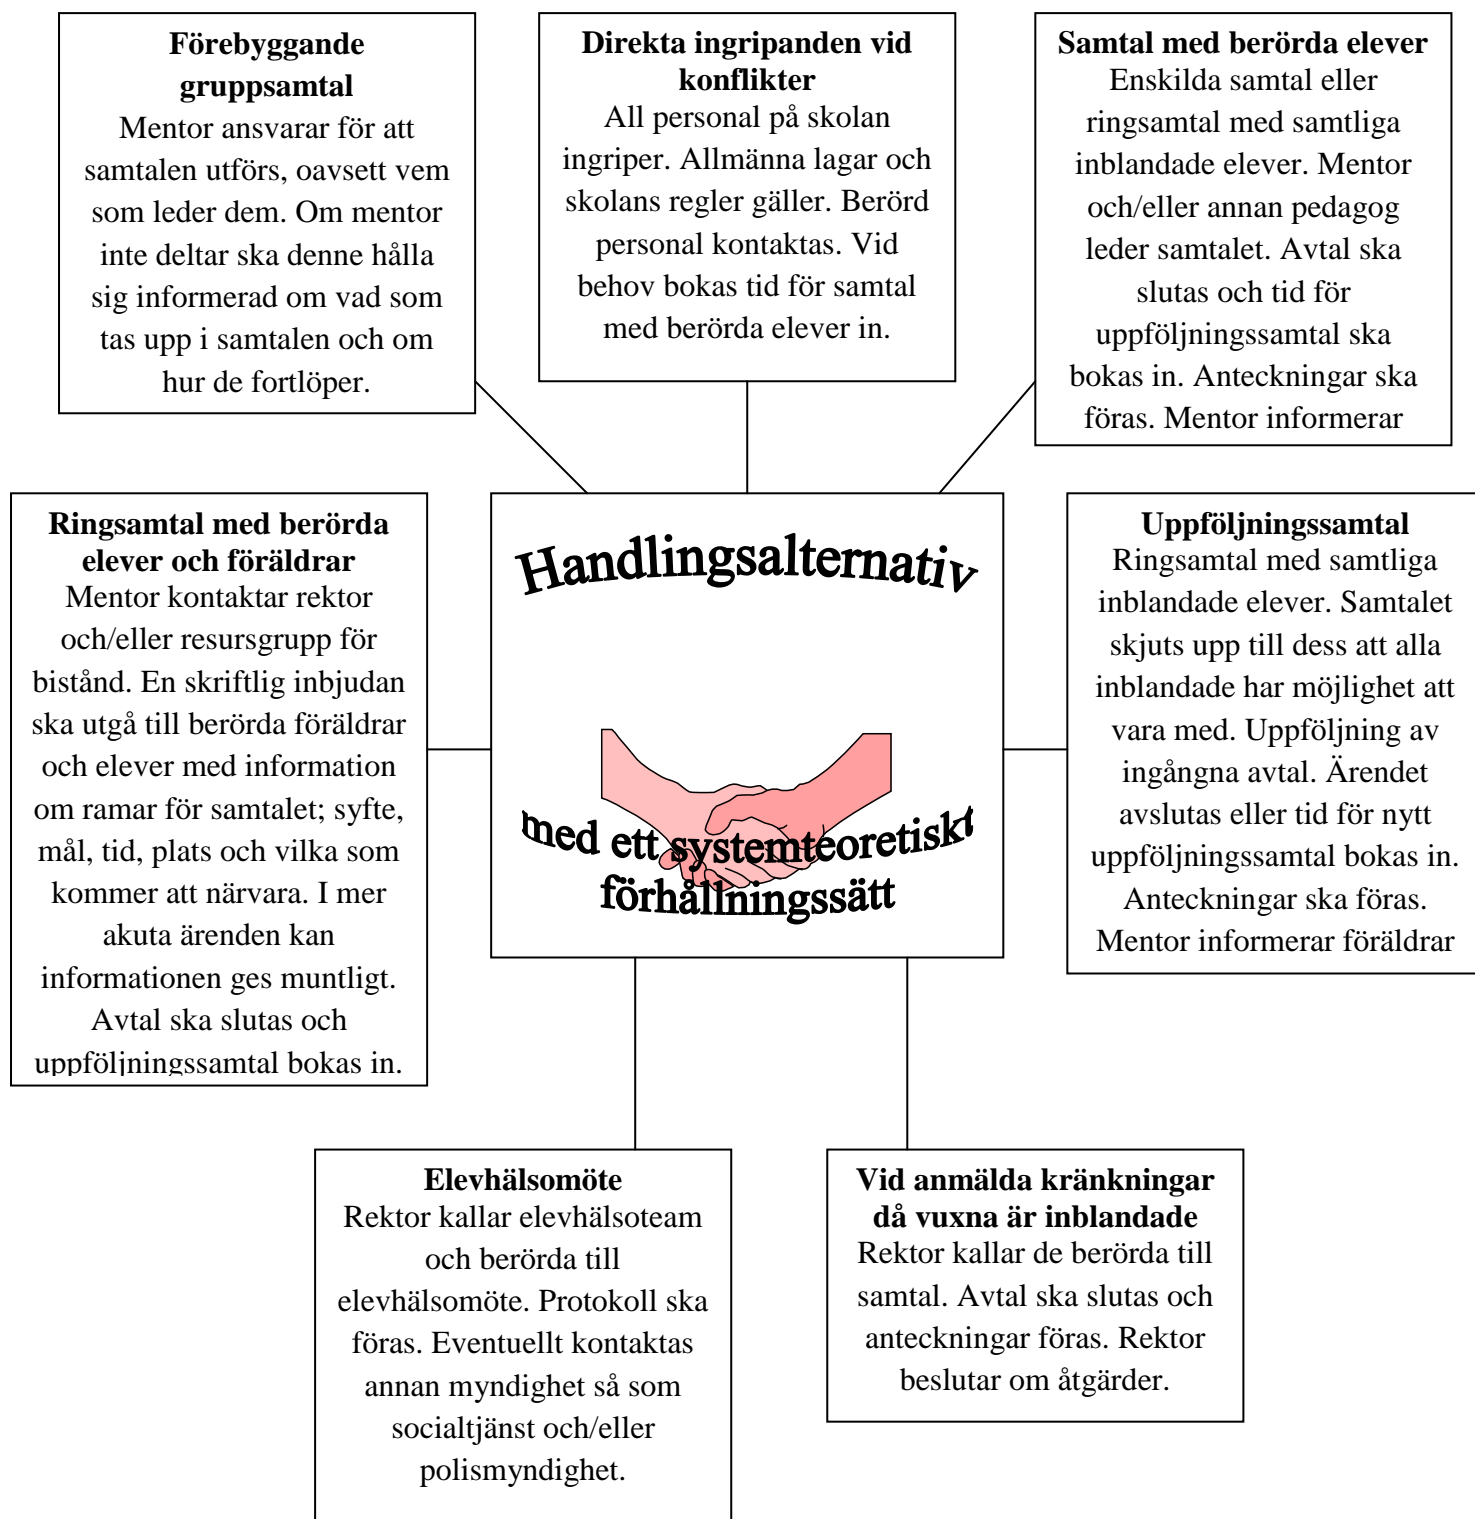 Förebyggande
gruppsamtal
Mentor ansvarar för att
samtalen utförs, oavsett vem
som leder dem. Om mentor
inte deltar ska denne hålla
sig informerad om vad som
tas upp i samtalen och om
hur de fortlöper.
Direkta ingripanden vid
konflikter
All personal på skolan
ingriper. Allmänna lagar och
skolans regler gäller. Berörd
personal kontaktas. Vid
behov bokas tid för samtal
med berörda elever in.
Samtal med berörda elever
Enskilda samtal eller
ringsamtal med samtliga
inblandade elever. Mentor
och/eller annan pedagog
leder samtalet. Avtal ska
slutas och tid för
uppföljningssamtal ska
bokas in. Anteckningar ska
föras. Mentor informerar
Ringsamtal med berörda
elever och föräldrar
Mentor kontaktar rektor
och/eller resursgrupp för
bistånd. En skriftlig inbjudan
ska utgå till berörda föräldrar
och elever med information
om ramar för samtalet; syfte,
mål, tid, plats och vilka som
kommer att närvara. I mer
akuta ärenden kan
informationen ges muntligt.
Avtal ska slutas och
uppföljningssamtal bokas in.
Handlingsalternativ
med ett systemteoretiskt
förhållningssätt
Uppföljningssamtal
Ringsamtal med samtliga
inblandade elever. Samtalet
skjuts upp till dess att alla
inblandade har möjlighet att
vara med. Uppföljning av
ingångna avtal. Ärendet
avslutas eller tid för nytt
uppföljningssamtal bokas in.
Anteckningar ska föras.
Mentor informerar föräldrar
Elevhälsomöte
Rektor kallar elevhälsoteam
och berörda till
elevhälsomöte. Protokoll ska
föras. Eventuellt kontaktas
annan myndighet så som
socialtjänst och/eller
polismyndighet.
Vid anmälda kränkningar
då vuxna är inblandade
Rektor kallar de berörda till
samtal. Avtal ska slutas och
anteckningar föras. Rektor
beslutar om åtgärder.